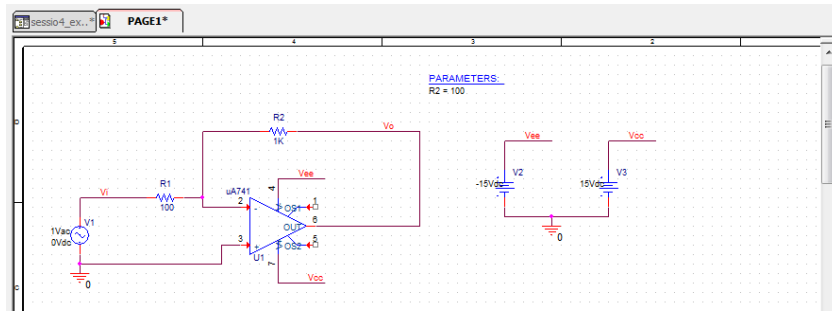 sessio4_ex..*
PAGE1*
5
4
3
2
PARAMETERS:
R2 = 100
R2
1K
Vo
Vee
Vcc
V2
-15Vdc
V3
15Vdc
0
R1
100
Vi
uA741
Vee
4
2
-
OS1
1
6
OUT
3
+
OS2
5
U1
7
Vcc
V1
1Vac
0Vdc
0
D
C